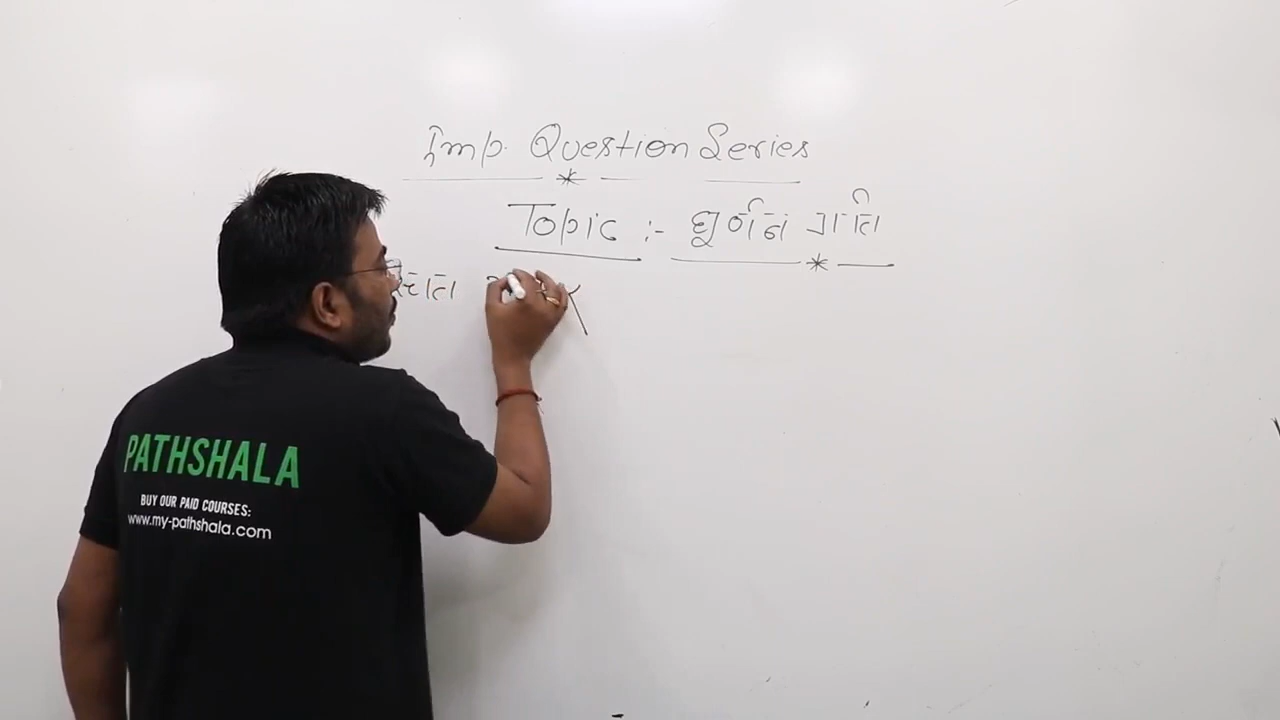 Imp. Question Series
Topic :- घूर्णन गति
PATHSHALA
BUY OUR PAID COURSES:
www.my-pathshala.com